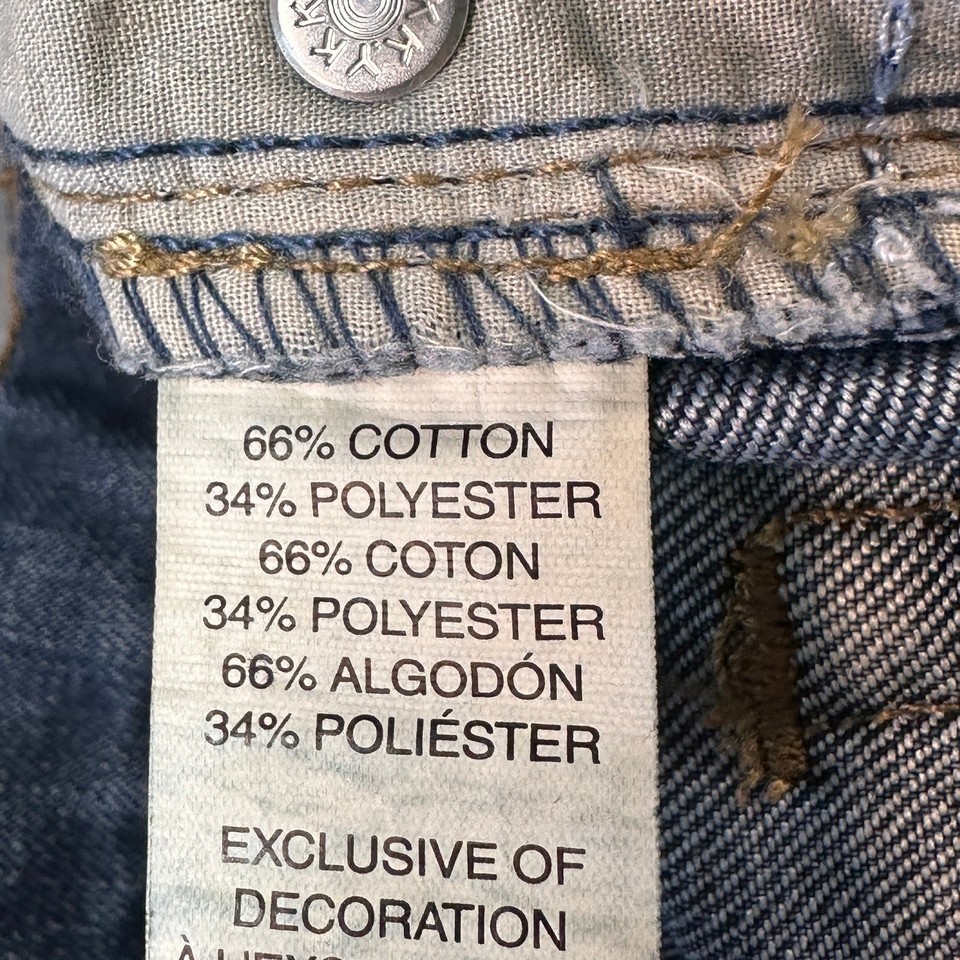 66% COTTON
34% POLYESTER
66% COTON
34% POLYESTER
66% ALGODÓN
34% POLIÉSTER
EXCLUSIVE OF
DECORATION
À